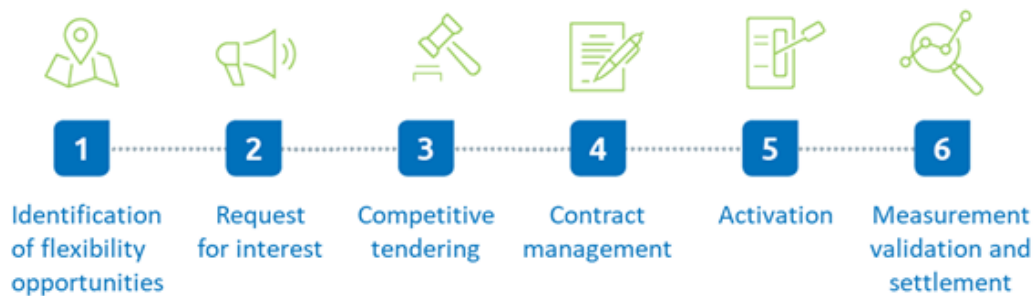 1
2
3
4
5
6
Identification
of flexibility
opportunities
Request
for interest
Competitive
tendering
Contract
management
Activation
Measurement
validation and
settlement